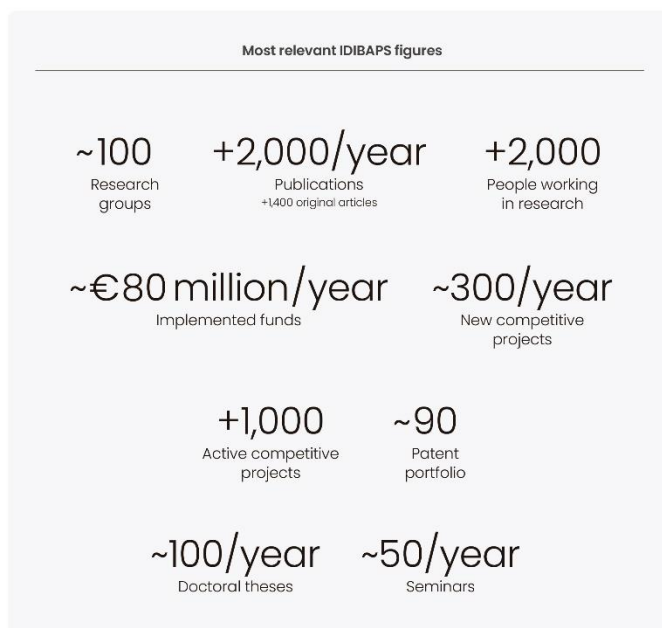 Most relevant IDIBAPS figures
~100
Research
groups
+2,000/year
Publications
+1,400 original articles
+2,000
People working
in research
~€80 million/year
Implemented funds
~300/year
New competitive
projects
+1,000
Active competitive
projects
~90
Patent
portfolio
~100/year
Doctoral theses
~50/year
Seminars